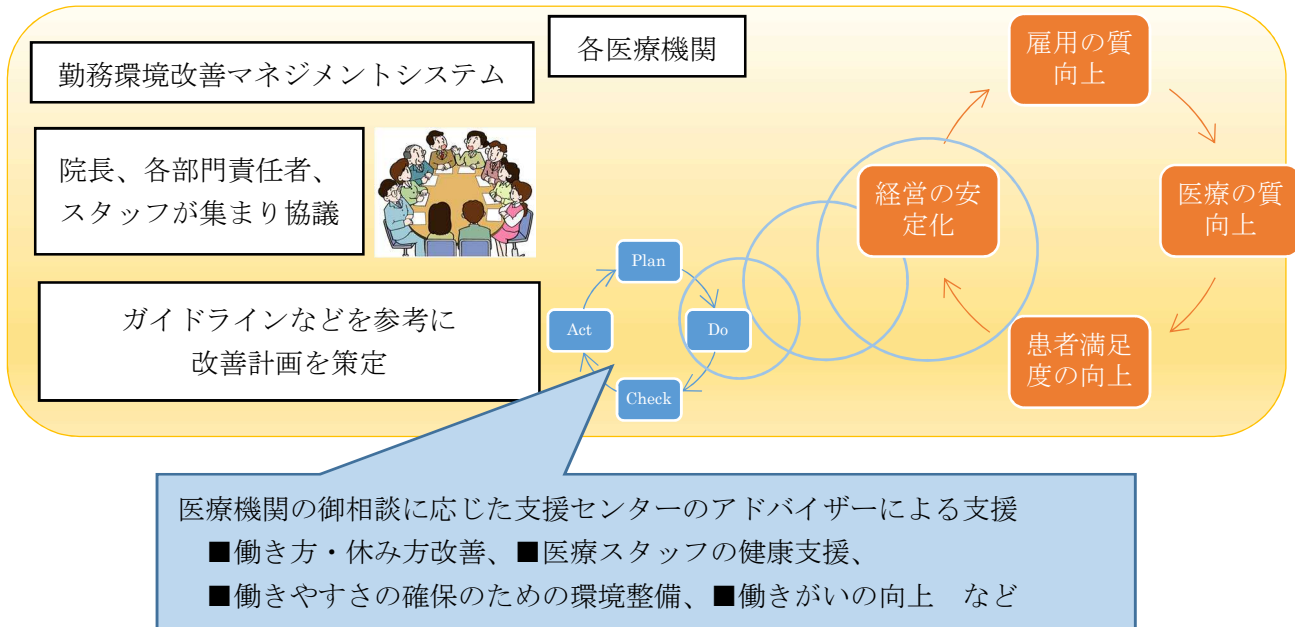 各医療機関
勤務環境改善マネジメントシステム
院長、各部門責任者、
スタッフが集まり協議
ガイドラインなどを参考に
改善計画を策定
Plan
Do
Check
Act
雇用の質
向上
医療の質
向上
患者満足
度の向上
経営の安
定化
医療機関の御相談に応じた支援センターのアドバイザーによる支援
■働き方・休み方改善、■医療スタッフの健康支援、
■働きやすさの確保のための環境整備、■働きがいの向上　など